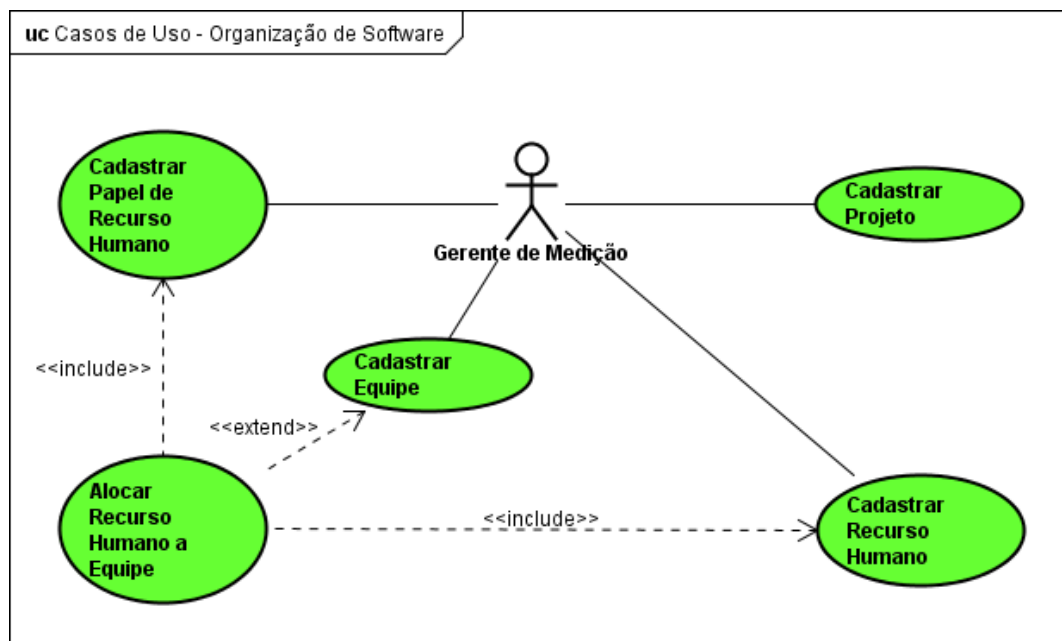 uc Casos de Uso - Organização de Software
Cadastrar
Papel de
Recurso
Humano
Gerente de Medição
Cadastrar
Projeto
<<include>>
Cadastrar
Equipe
<<extend>>
Alocar
Recurso
Humano a
Equipe
<<include>>
Cadastrar
Recurso
Humano